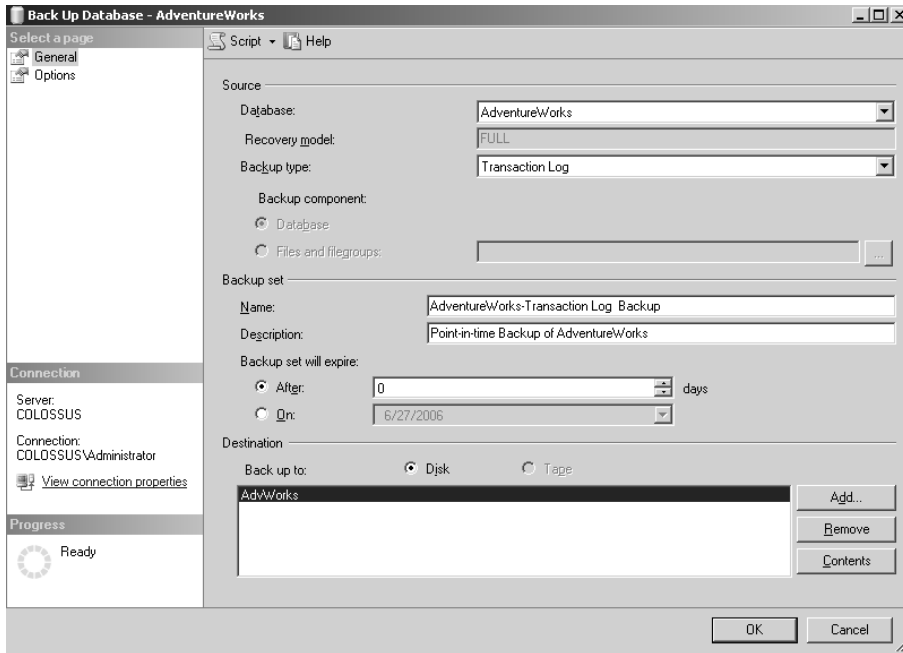 Back Up Database - AdventureWorks
Select a page
General
Options
Script
Help
Source
Database:
AdventureWorks
Recovery model:
FULL
Backup type:
Transaction Log
Backup component:
Database
Files and filegroups:
...
Backup set
Name:
AdventureWorks-Transaction Log Backup
Description:
Point-in-time Backup of AdventureWorks
Backup set will expire:
After:
0
days
On:
6/27/2006
Destination
Back up to:
Disk
Tape
AdvWorks
Add...
Remove
Contents
Connection
Server:
COLOSSUS
Connection:
COLOSSUS\Administrator
View connection properties
Progress
Ready
OK
Cancel